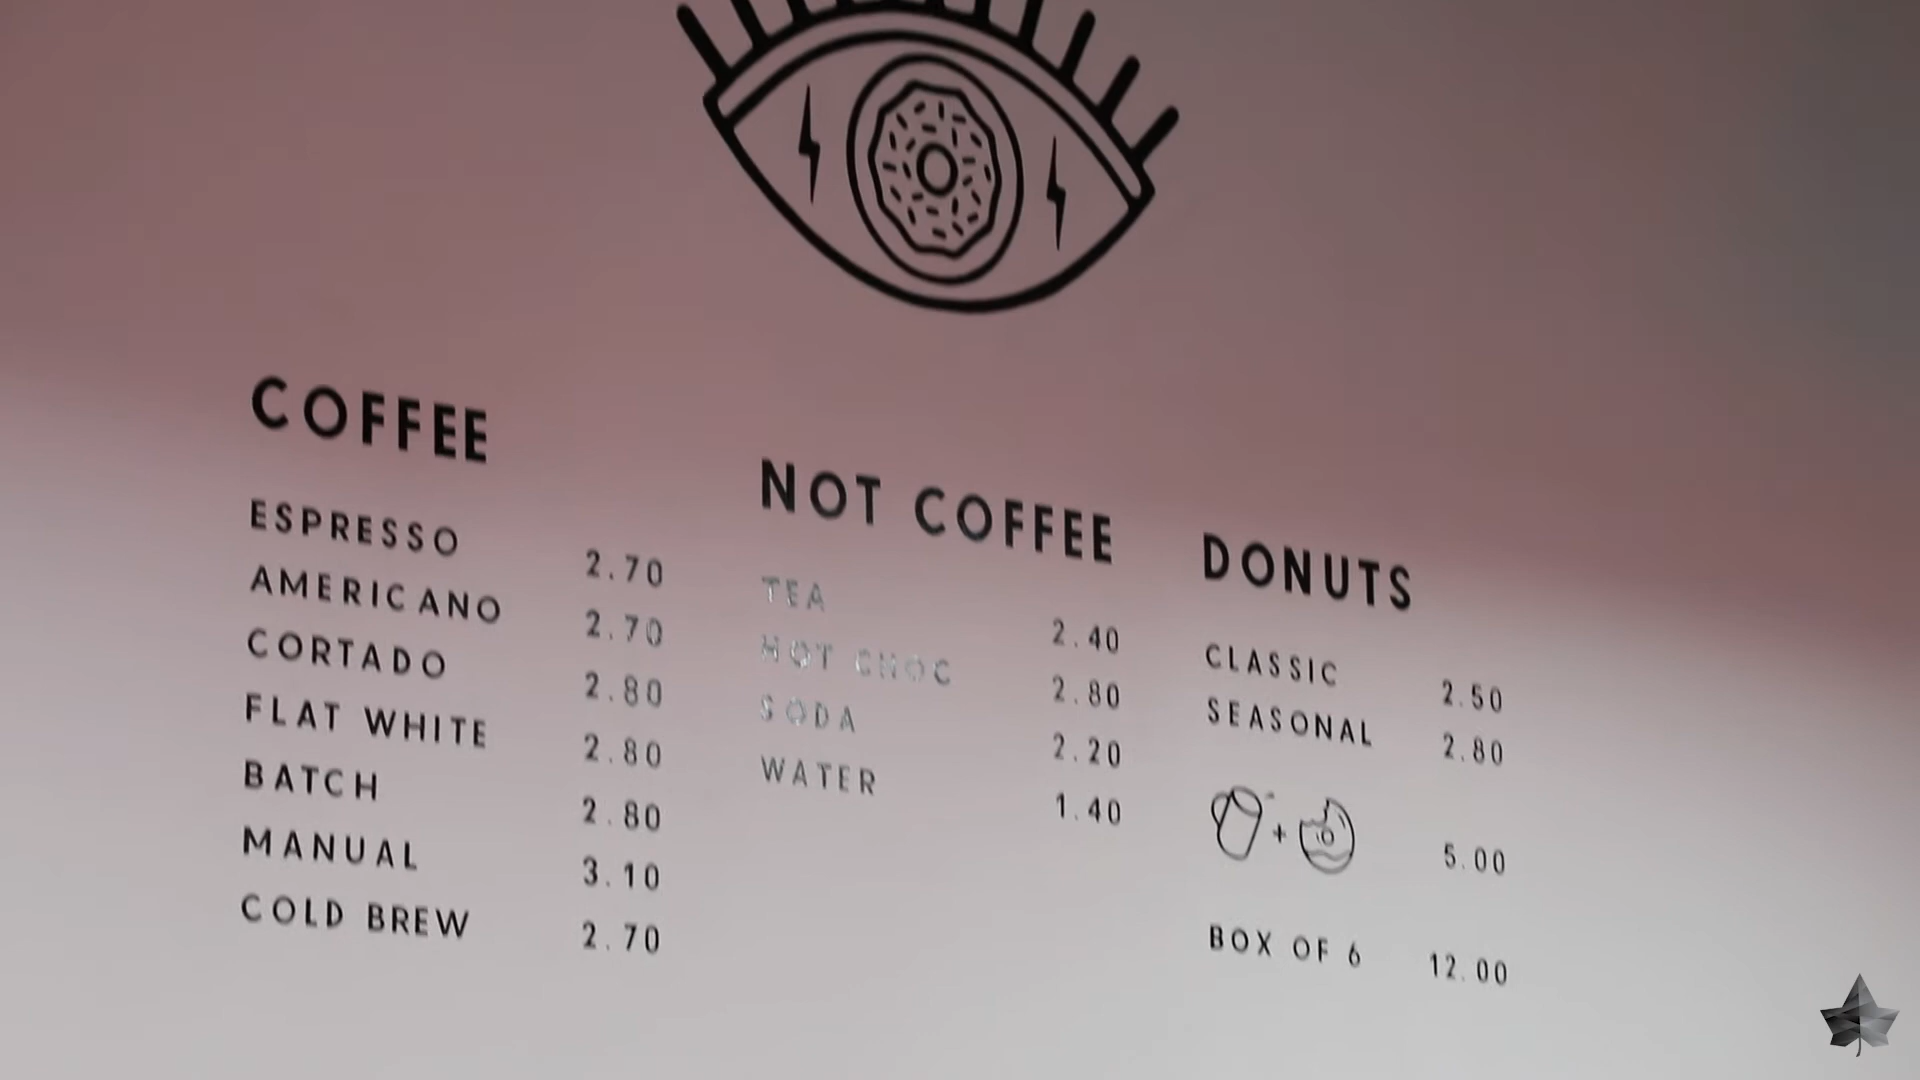 COFFEE
ESPRESSO 2.70
AMERICANO 2.70
CORTADO 2.80
FLAT WHITE 2.80
BATCH 2.80
MANUAL 3.10
COLD BREW 2.70
NOT COFFEE
TEA 2.40
HOT CHOC 2.80
SODA 2.20
WATER 1.40
DONUTS
CLASSIC 2.50
SEASONAL 2.80
+ 5.00
BOX OF 6 12.00